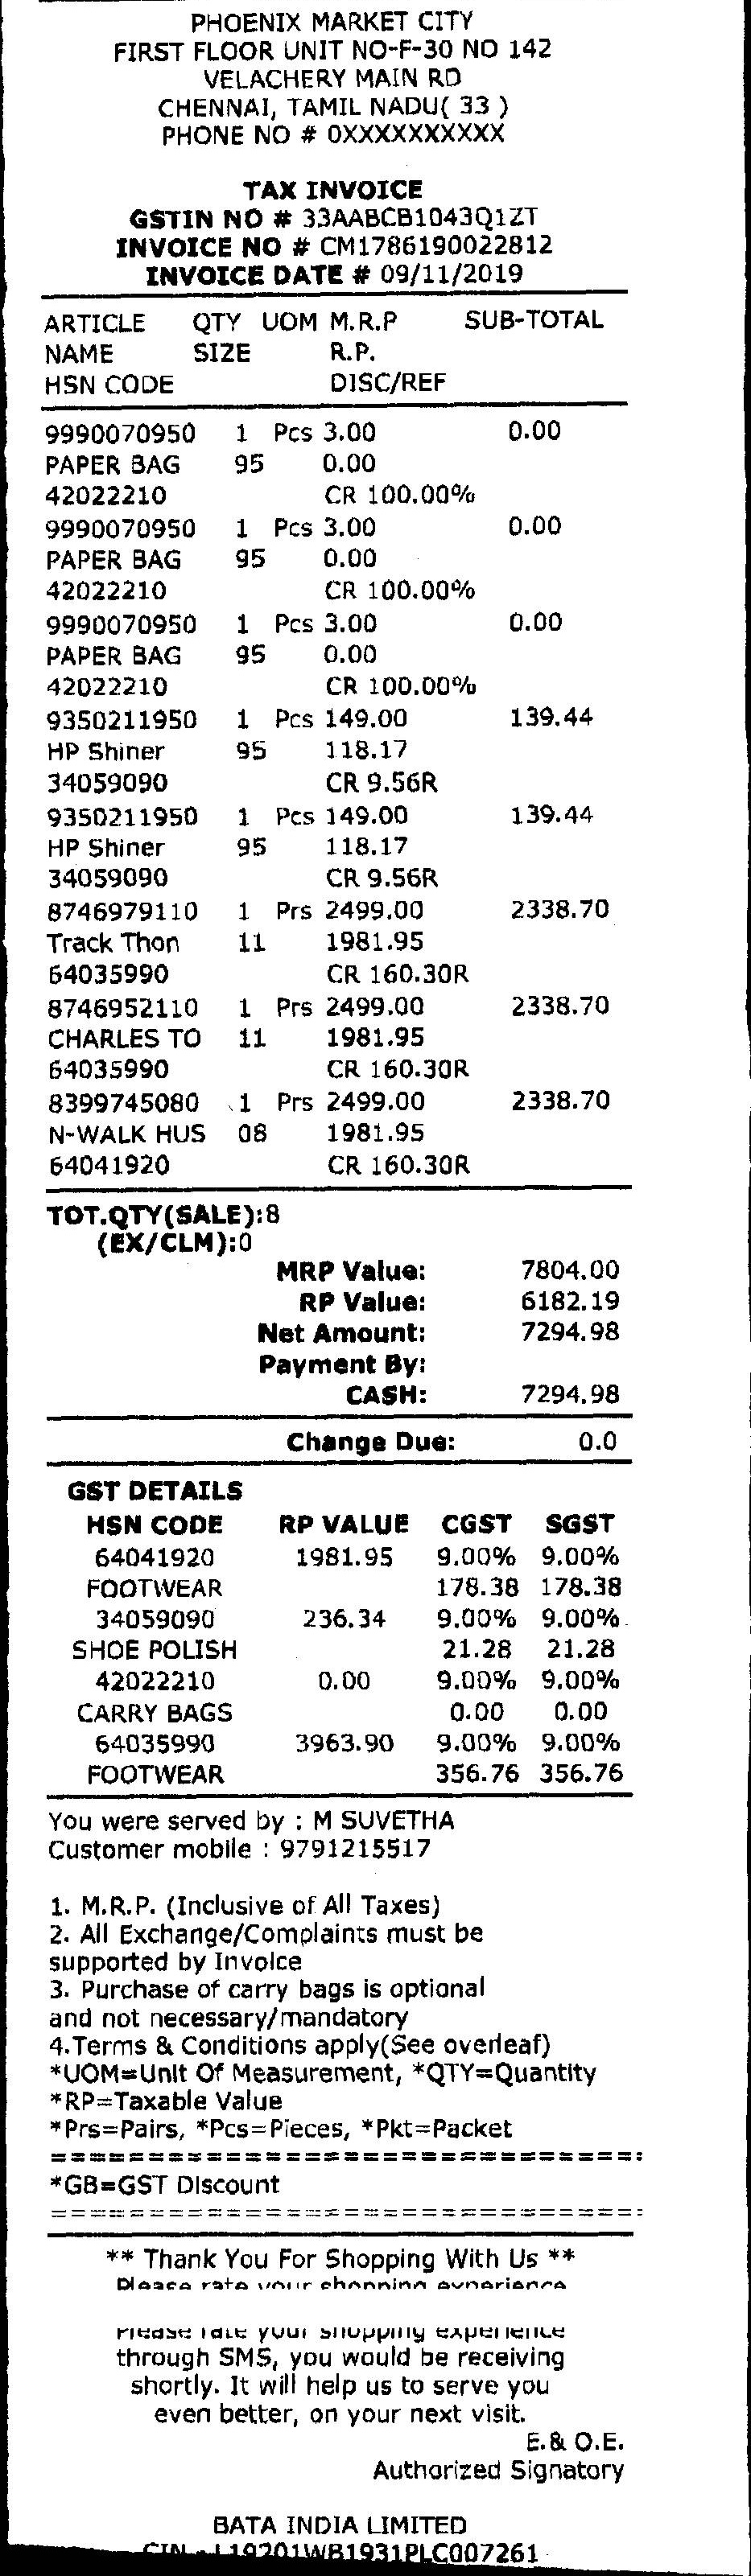 PHOENIX MARKET CITY
FIRST FLOOR UNIT NO-F-30 NO 142
VELACHERY MAIN RD
CHENNAI, TAMIL NADU( 33 )
PHONE NO # 0XXXXXXXXXX
TAX INVOICE
GSTIN NO # 33AABCB1043Q1ZT
INVOICE NO # CM1786190022812
INVOICE DATE # 09/11/2019
ARTICLE QTY UOM M.R.P SUB-TOTAL
NAME SIZE R.P.
HSN CODE DISC/REF
9990070950 1 Pcs 3.00 0.00
PAPER BAG 95 0.00
42022210 CR 100.00%
9990070950 1 Pcs 3.00 0.00
PAPER BAG 95 0.00
42022210 CR 100.00%
9990070950 1 Pcs 3.00 0.00
PAPER BAG 95 0.00
42022210 CR 100.00%
9350211950 1 Pcs 149.00 139.44
HP Shiner 95 118.17
34059090 CR 9.56R
9350211950 1 Pcs 149.00 139.44
HP Shiner 95 118.17
34059090 CR 9.56R
8746979110 1 Prs 2499.00 2338.70
Track Thon 11 1981.95
64035990 CR 160.30R
8746952110 1 Prs 2499.00 2338.70
CHARLES TO 11 1981.95
64035990 CR 160.30R
8399745080 1 Prs 2499.00 2338.70
N-WALK HUS 08 1981.95
64041920 CR 160.30R
TOT.QTY(SALE):8
(EX/CLM):0
MRP Value: 7804.00
RP Value: 6182.19
Net Amount: 7294.98
Payment By:
CASH: 7294.98
Change Due: 0.0
GST DETAILS
HSN CODE RP VALUE CGST SGST
64041920 1981.95 9.00% 9.00%
FOOTWEAR 178.38 178.38
34059090 236.34 9.00% 9.00%
SHOE POLISH 21.28 21.28
42022210 0.00 9.00% 9.00%
CARRY BAGS 0.00 0.00
64035990 3963.90 9.00% 9.00%
FOOTWEAR 356.76 356.76
You were served by : M SUVETHA
Customer mobile : 9791215517
1. M.R.P. (Inclusive of All Taxes)
2. All Exchange/Complaints must be
supported by Invoice
3. Purchase of carry bags is optional
and not necessary/mandatory
4.Terms & Conditions apply(See overleaf)
*UOM=Unit Of Measurement, *QTY=Quantity
*RP=Taxable Value
*Prs=Pairs, *Pcs=Pieces, *Pkt=Packet
===============================:
*GB=GST Discount
===============================:
** Thank You For Shopping With Us **
Please rate your shopping experience
Please rate your shopping experience
through SMS, you would be receiving
shortly. It will help us to serve you
even better, on your next visit.
E.& O.E.
Authorized Signatory
BATA INDIA LIMITED
CIN - L19201WB1931PLC007261